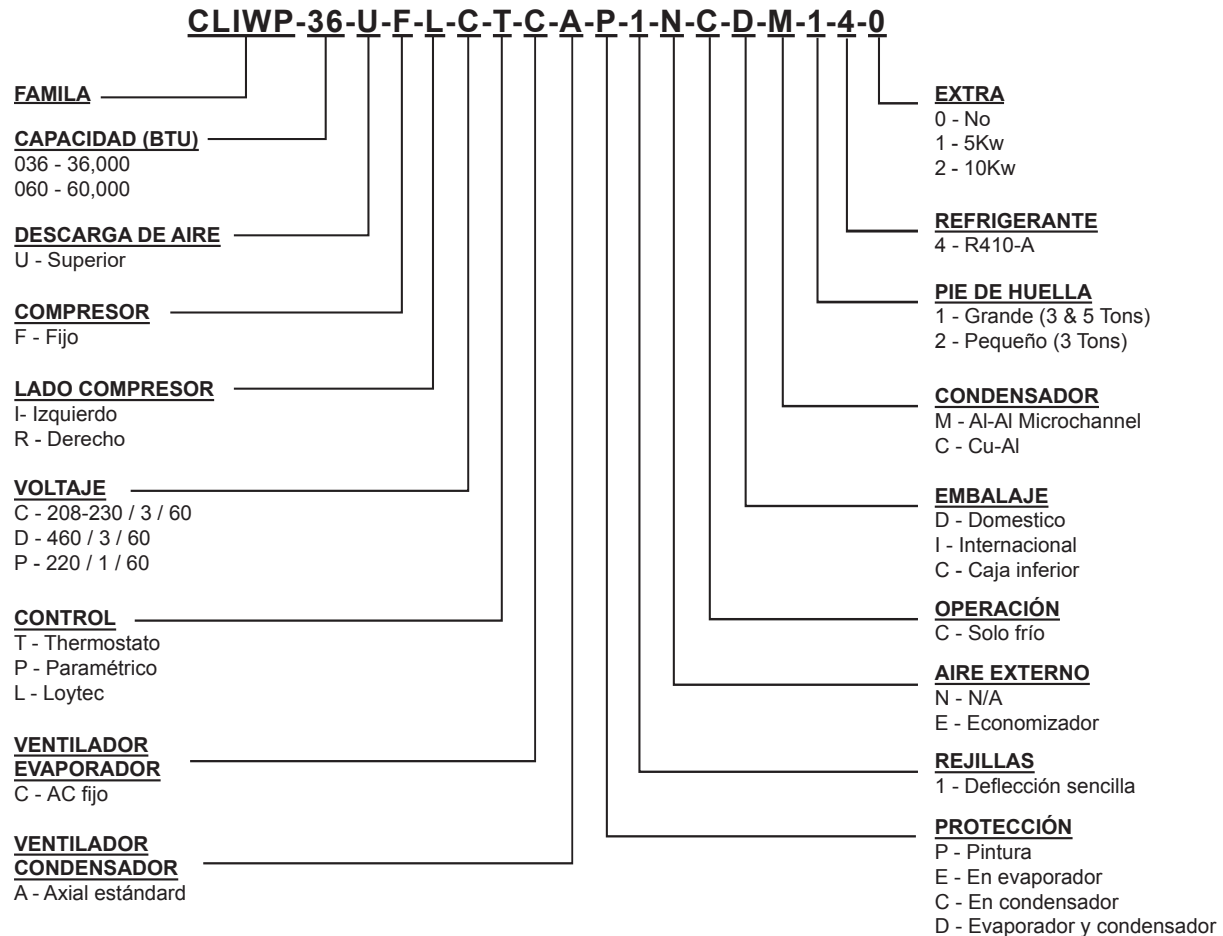 CLIWP-36-U-F-L-C-T-C-A-P-1-N-C-D-M-1-4-0
FAMILA
CAPACIDAD (BTU)
036 - 36,000
060 - 60,000
DESCARGA DE AIRE
U - Superior
COMPRESOR
F - Fijo
LADO COMPRESOR
I- Izquierdo
R - Derecho
VOLTAJE
C - 208-230 / 3 / 60
D - 460 / 3 / 60
P - 220 / 1 / 60
CONTROL
T - Thermostato
P - Paramétrico
L - Loytec
VENTILADOR
EVAPORADOR
C - AC fijo
VENTILADOR
CONDENSADOR
A - Axial estándard
EXTRA
0 - No
1 - 5Kw
2 - 10Kw
REFRIGERANTE
4 - R410-A
PIE DE HUELLA
1 - Grande (3 & 5 Tons)
2 - Pequeño (3 Tons)
CONDENSADOR
M - Al-Al Microchannel
C - Cu-Al
EMBALAJE
D - Domestico
I - Internacional
C - Caja inferior
OPERACIÓN
C - Solo frío
AIRE EXTERNO
N - N/A
E - Economizador
REJILLAS
1 - Deflección sencilla
PROTECCIÓN
P - Pintura
E - En evaporador
C - En condensador
D - Evaporador y condensador